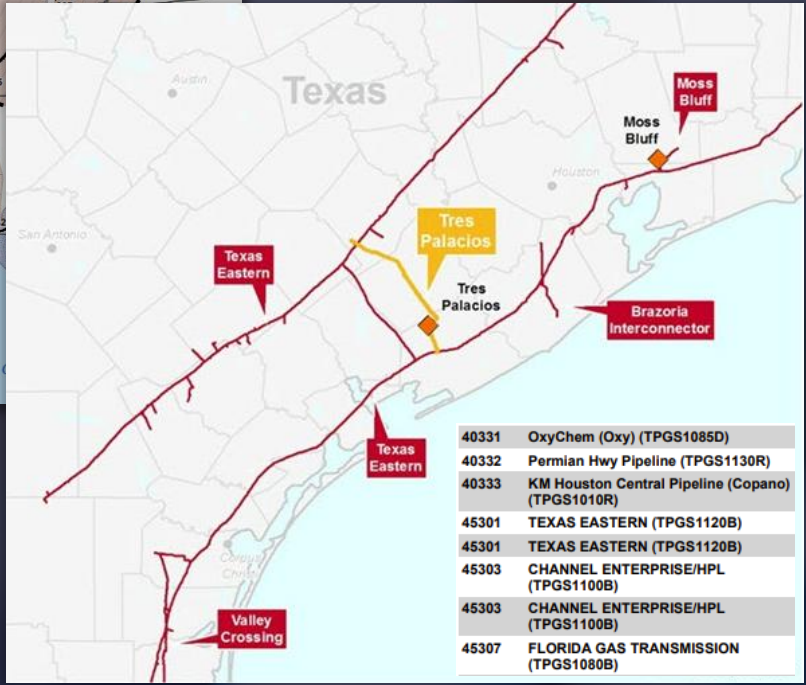 Austin
Texas
Moss
Bluff
Moss
Bluff
Houston
San Antonio
Tres
Palacios
Texas
Eastern
Tres
Palacios
Brazoria
Interconnector
Texas
Eastern
40331 OxyChem (Oxy) (TPGS1085D)
40332 Permian Hwy Pipeline (TPGS1130R)
40333 KM Houston Central Pipeline (Copano)
(TPGS1010R)
45301 TEXAS EASTERN (TPGS1120B)
45301 TEXAS EASTERN (TPGS1120B)
45303 CHANNEL ENTERPRISE/HPL
(TPGS1100B)
45303 CHANNEL ENTERPRISE/HPL
(TPGS1100B)
45307 FLORIDA GAS TRANSMISSION
(TPGS1080B)
Corpus
Christi
Valley
Crossing